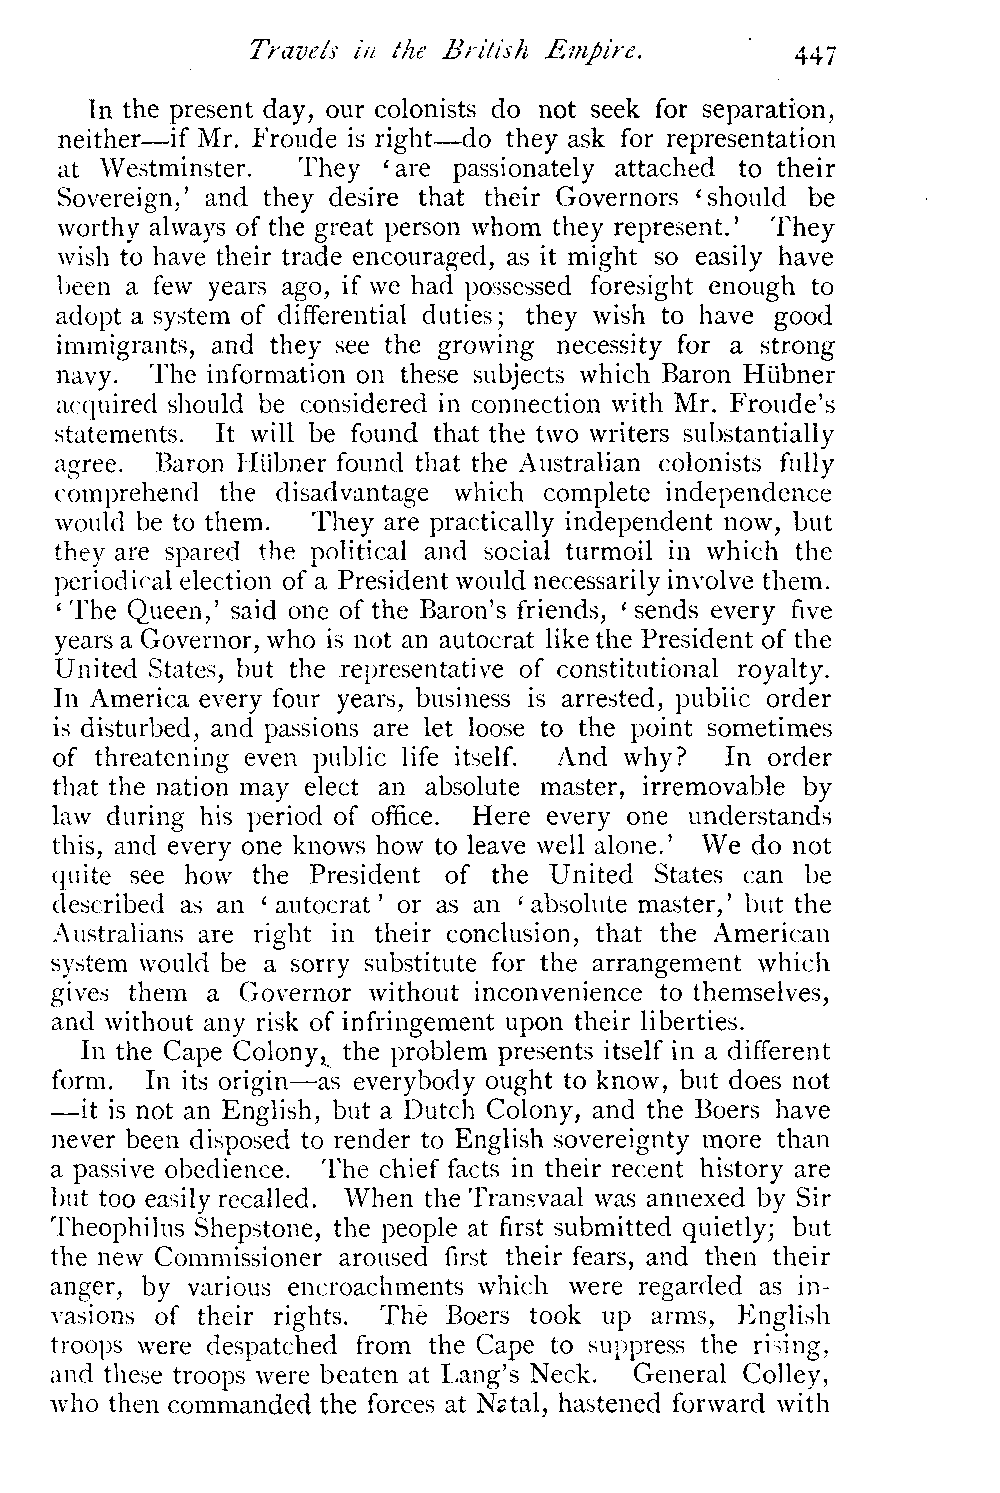 Travels in the British Empire. 447
In the present day, our colonists do not seek for separation,
neither—if Mr. Froude is right—do they ask for representation
at Westminster. They ‘are passionately attached to their
Sovereign,’ and they desire that their Governors ‘should be
worthy always of the great person whom they represent.’ They
wish to have their trade encouraged, as it might so easily have
been a few years ago, if we had possessed foresight enough to
adopt a system of differential duties; they wish to have good
immigrants, and they see the growing necessity for a strong
navy. The information on these subjects which Baron Hübner
acquired should be considered in connection with Mr. Froude’s
statements. It will be found that the two writers substantially
agree. Baron Hübner found that the Australian colonists fully
comprehend the disadvantage which complete independence
would be to them. They are practically independent now, but
they are spared the political and social turmoil in which the
periodical election of a President would necessarily involve them.
‘The Queen,’ said one of the Baron’s friends, ‘sends every five
years a Governor, who is not an autocrat like the President of the
United States, but the representative of constitutional royalty.
In America every four years, business is arrested, public order
is disturbed, and passions are let loose to the point sometimes
of threatening even public life itself. And why? In order
that the nation may elect an absolute master, irremovable by
law during his period of office. Here every one understands
this, and every one knows how to leave well alone.’ We do not
quite see how the President of the United States can be
described as an ‘autocrat’ or as an ‘absolute master,’ but the
Australians are right in their conclusion, that the American
system would be a sorry substitute for the arrangement which
gives them a Governor without inconvenience to themselves,
and without any risk of infringement upon their liberties.
In the Cape Colony, the problem presents itself in a different
form. In its origin—as everybody ought to know, but does not
—it is not an English, but a Dutch Colony, and the Boers have
never been disposed to render to English sovereignty more than
a passive obedience. The chief facts in their recent history are
but too easily recalled. When the Transvaal was annexed by Sir
Theophilus Shepstone, the people at first submitted quietly; but
the new Commissioner aroused first their fears, and then their
anger, by various encroachments which were regarded as in-
vasions of their rights. The Boers took up arms, English
troops were despatched from the Cape to suppress the rising,
and these troops were beaten at Lang’s Neck. General Colley,
who then commanded the forces at Natal, hastened forward with